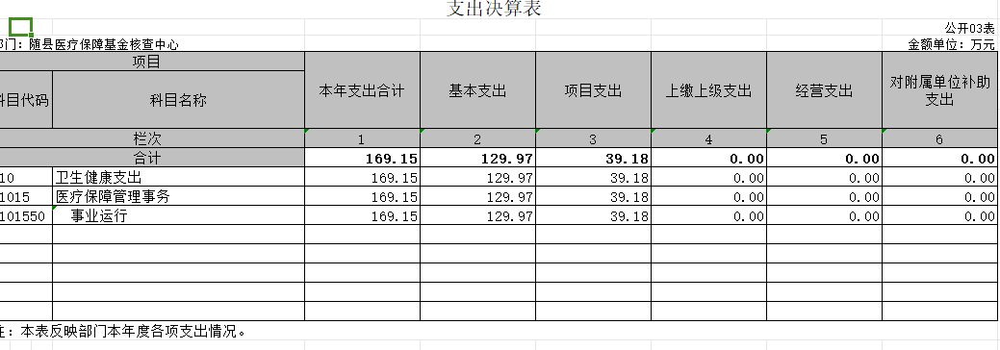 支出决算表
公开03表
部门：随县医疗保障基金核查中心 金额单位：万元
项目 本年支出合计 基本支出 项目支出 上缴上级支出 经营支出 对附属单位补助支出
科目代码 科目名称
栏次 1 2 3 4 5 6
合计 169.15 129.97 39.18 0.00 0.00 0.00
10 卫生健康支出 169.15 129.97 39.18 0.00 0.00 0.00
1015 医疗保障管理事务 169.15 129.97 39.18 0.00 0.00 0.00
101550 事业运行 169.15 129.97 39.18 0.00 0.00 0.00
注：本表反映部门本年度各项支出情况。